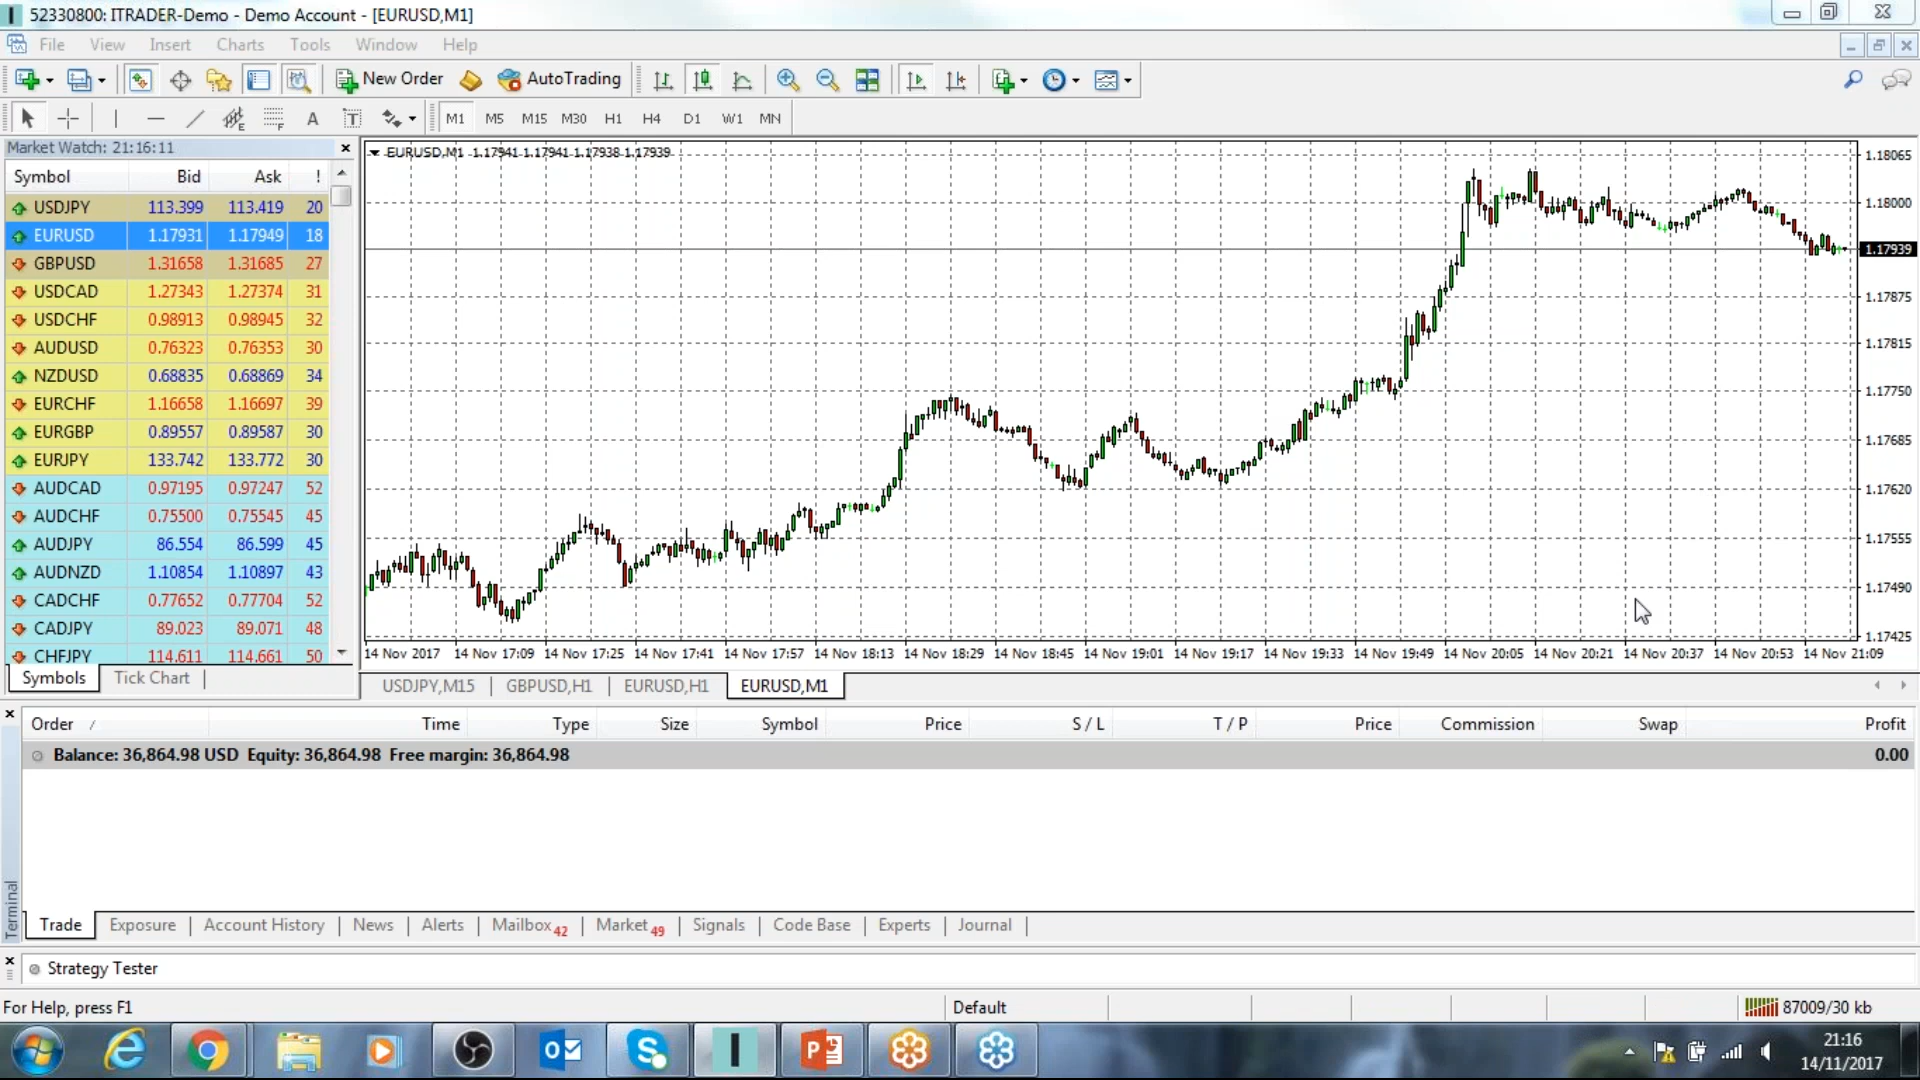 52330800: ITRADER-Demo - Demo Account - [EURUSD,M1]
File View Insert Charts Tools Window Help
New Order AutoTrading
A T M1 M5 M15 M30 H1 H4 D1 W1 MN
Market Watch: 21:16:11
Symbol Bid Ask !
USDJPY 113.399 113.419 20
EURUSD 1.17931 1.17949 18
GBPUSD 1.31658 1.31685 27
USDCAD 1.27343 1.27374 31
USDCHF 0.98913 0.98945 32
AUDUSD 0.76323 0.76353 30
NZDUSD 0.68835 0.68869 34
EURCHF 1.16658 1.16697 39
EURGBP 0.89557 0.89587 30
EURJPY 133.742 133.772 30
AUDCAD 0.97195 0.97247 52
AUDCHF 0.75500 0.75545 45
AUDJPY 86.554 86.599 45
AUDNZD 1.10854 1.10897 43
CADCHF 0.77652 0.77704 52
CADJPY 89.023 89.071 48
CHFJPY 114.611 114.661 50
Symbols Tick Chart
EURUSD,M1 1.17941 1.17941 1.17938 1.17939
1.18065
1.18000
1.17939
1.17875
1.17815
1.17750
1.17685
1.17620
1.17555
1.17490
1.17425
14 Nov 2017 14 Nov 17:09 14 Nov 17:25 14 Nov 17:41 14 Nov 17:57 14 Nov 18:13 14 Nov 18:29 14 Nov 18:45 14 Nov 19:01 14 Nov 19:17 14 Nov 19:33 14 Nov 19:49 14 Nov 20:05 14 Nov 20:21 14 Nov 20:37 14 Nov 20:53 14 Nov 21:09
USDJPY,M15 GBPUSD,H1 EURUSD,H1 EURUSD,M1
Order / Time Type Size Symbol Price S / L T / P Price Commission Swap Profit
Balance: 36,864.98 USD Equity: 36,864.98 Free margin: 36,864.98 0.00
Terminal
Trade Exposure Account History News Alerts Mailbox 42 Market 49 Signals Code Base Experts Journal
Strategy Tester
For Help, press F1 Default 87009/30 kb
21:16
14/11/2017